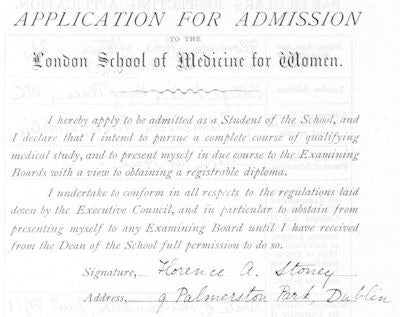 APPLICATION FOR ADMISSION
TO THE
London School of Medicine for Women.
I hereby apply to be admitted as a Student of the School, and
I declare that I intend to pursue a complete course of qualifying
medical study, and to present myself in due course to the Examining
Boards with a view to obtaining a registrable diploma.
I undertake to conform in all respects to the regulations laid
down by the Executive Council, and in particular to abstain from
presenting myself to any Examining Board until I have received
from the Dean of the School full permission to do so.
Signature, Florence A. Stoney
Address, 9 Palmerston Park, Dublin